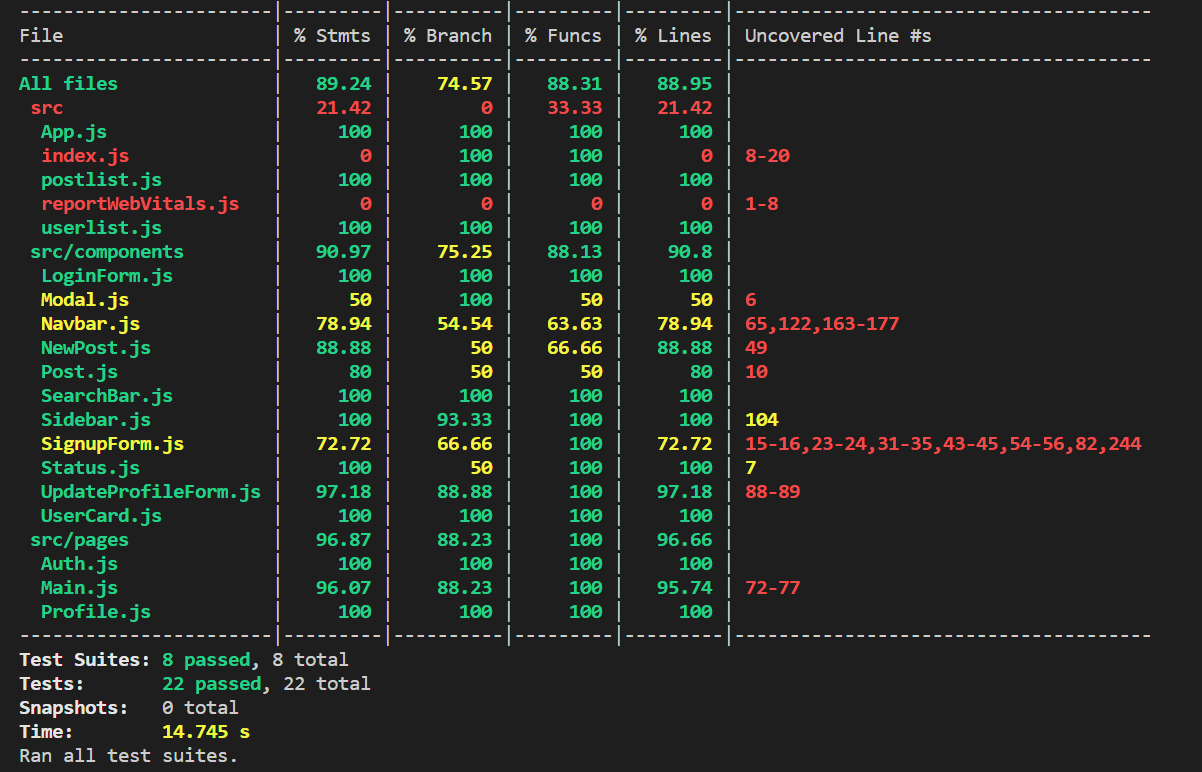 -----------------------|---------|----------|---------|---------|---------------------------------------
File                   | % Stmts | % Branch | % Funcs | % Lines | Uncovered Line #s
-----------------------|---------|----------|---------|---------|---------------------------------------
All files              |   89.24 |    74.57 |   88.31 |   88.95 |
 src                   |   21.42 |        0 |   33.33 |   21.42 |
  App.js               |     100 |      100 |     100 |     100 |
  index.js             |       0 |      100 |     100 |       0 | 8-20
  postlist.js          |     100 |      100 |     100 |     100 |
  reportWebVitals.js   |       0 |        0 |       0 |       0 | 1-8
  userlist.js          |     100 |      100 |     100 |     100 |
 src/components        |   90.97 |    75.25 |   88.13 |    90.8 |
  LoginForm.js         |     100 |      100 |     100 |     100 |
  Modal.js             |      50 |      100 |      50 |      50 | 6
  Navbar.js            |   78.94 |    54.54 |   63.63 |   78.94 | 65,122,163-177
  NewPost.js           |   88.88 |       50 |   66.66 |   88.88 | 49
  Post.js              |      80 |       50 |      50 |      80 | 10
  SearchBar.js         |     100 |      100 |     100 |     100 |
  Sidebar.js           |     100 |    93.33 |     100 |     100 | 104
  SignupForm.js        |   72.72 |    66.66 |     100 |   72.72 | 15-16,23-24,31-35,43-45,54-56,82,244
  Status.js            |     100 |       50 |     100 |     100 | 7
  UpdateProfileForm.js |   97.18 |    88.88 |     100 |   97.18 | 88-89
  UserCard.js          |     100 |      100 |     100 |     100 |
 src/pages             |   96.87 |    88.23 |     100 |   96.66 |
  Auth.js              |     100 |      100 |     100 |     100 |
  Main.js              |   96.07 |    88.23 |     100 |   95.74 | 72-77
  Profile.js           |     100 |      100 |     100 |     100 |
-----------------------|---------|----------|---------|---------|---------------------------------------
Test Suites: 8 passed, 8 total
Tests:       22 passed, 22 total
Snapshots:   0 total
Time:        14.745 s
Ran all test suites.